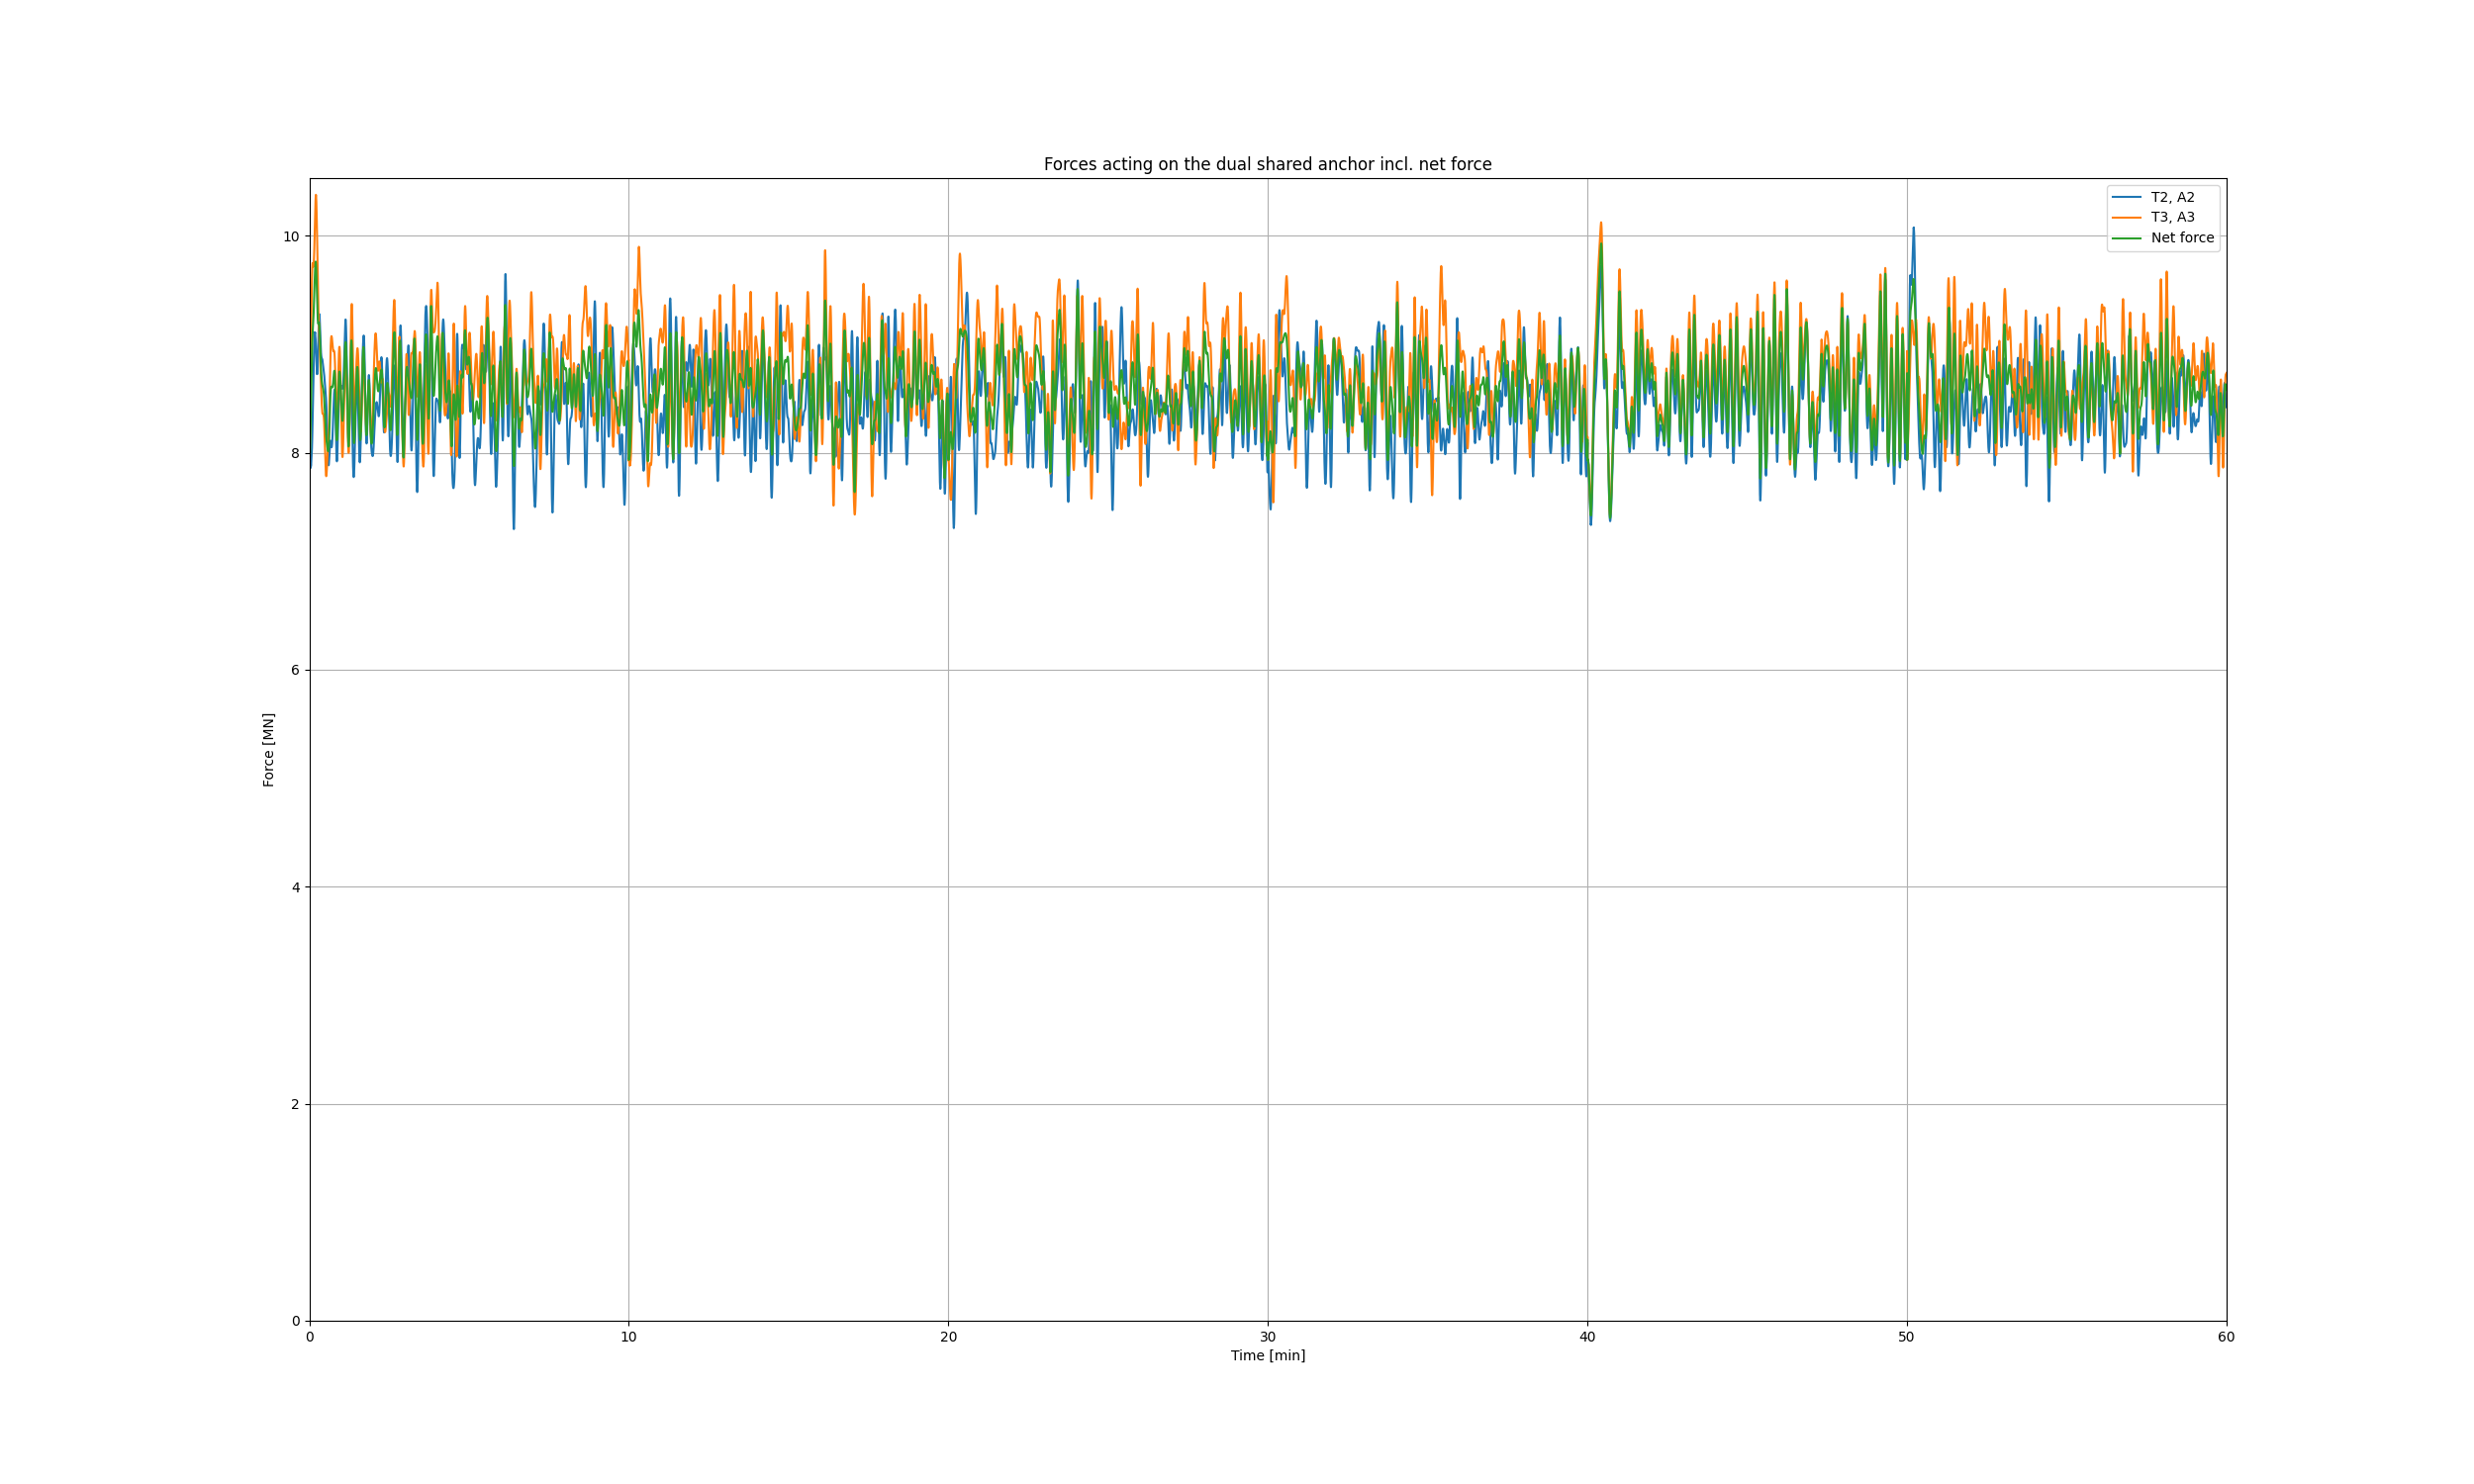 Forces acting on the dual shared anchor incl. net force
T2, A2
T3, A3
Net force
10
8
6
4
2
0
Force [MN]
0 10 20 30 40 50 60
Time [min]